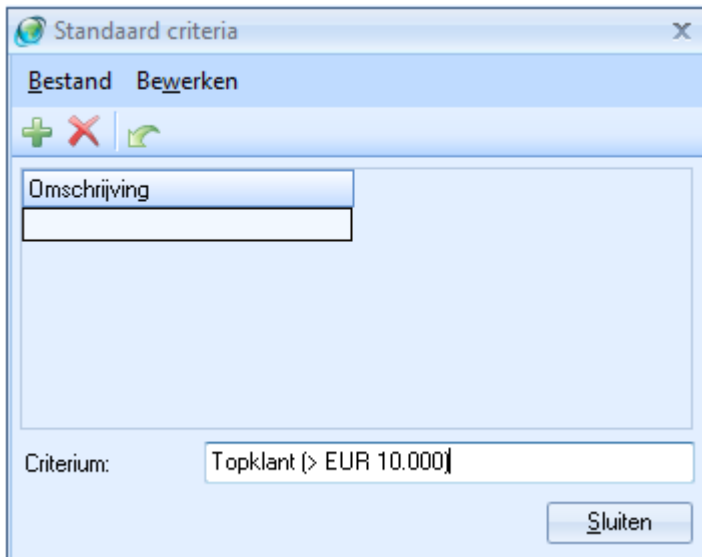 Standaard criteria
Bestand Bewerken
Omschrijving
Criterium: Topklant (> EUR 10.000)
Sluiten